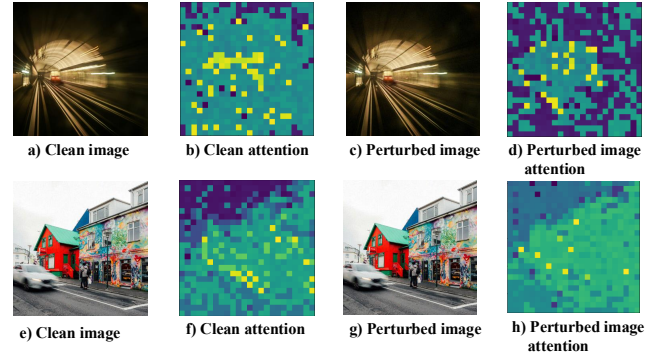 a) Clean image
b) Clean attention
c) Perturbed image
d) Perturbed image
attention
e) Clean image
f) Clean attention
g) Perturbed image
h) Perturbed image
attention